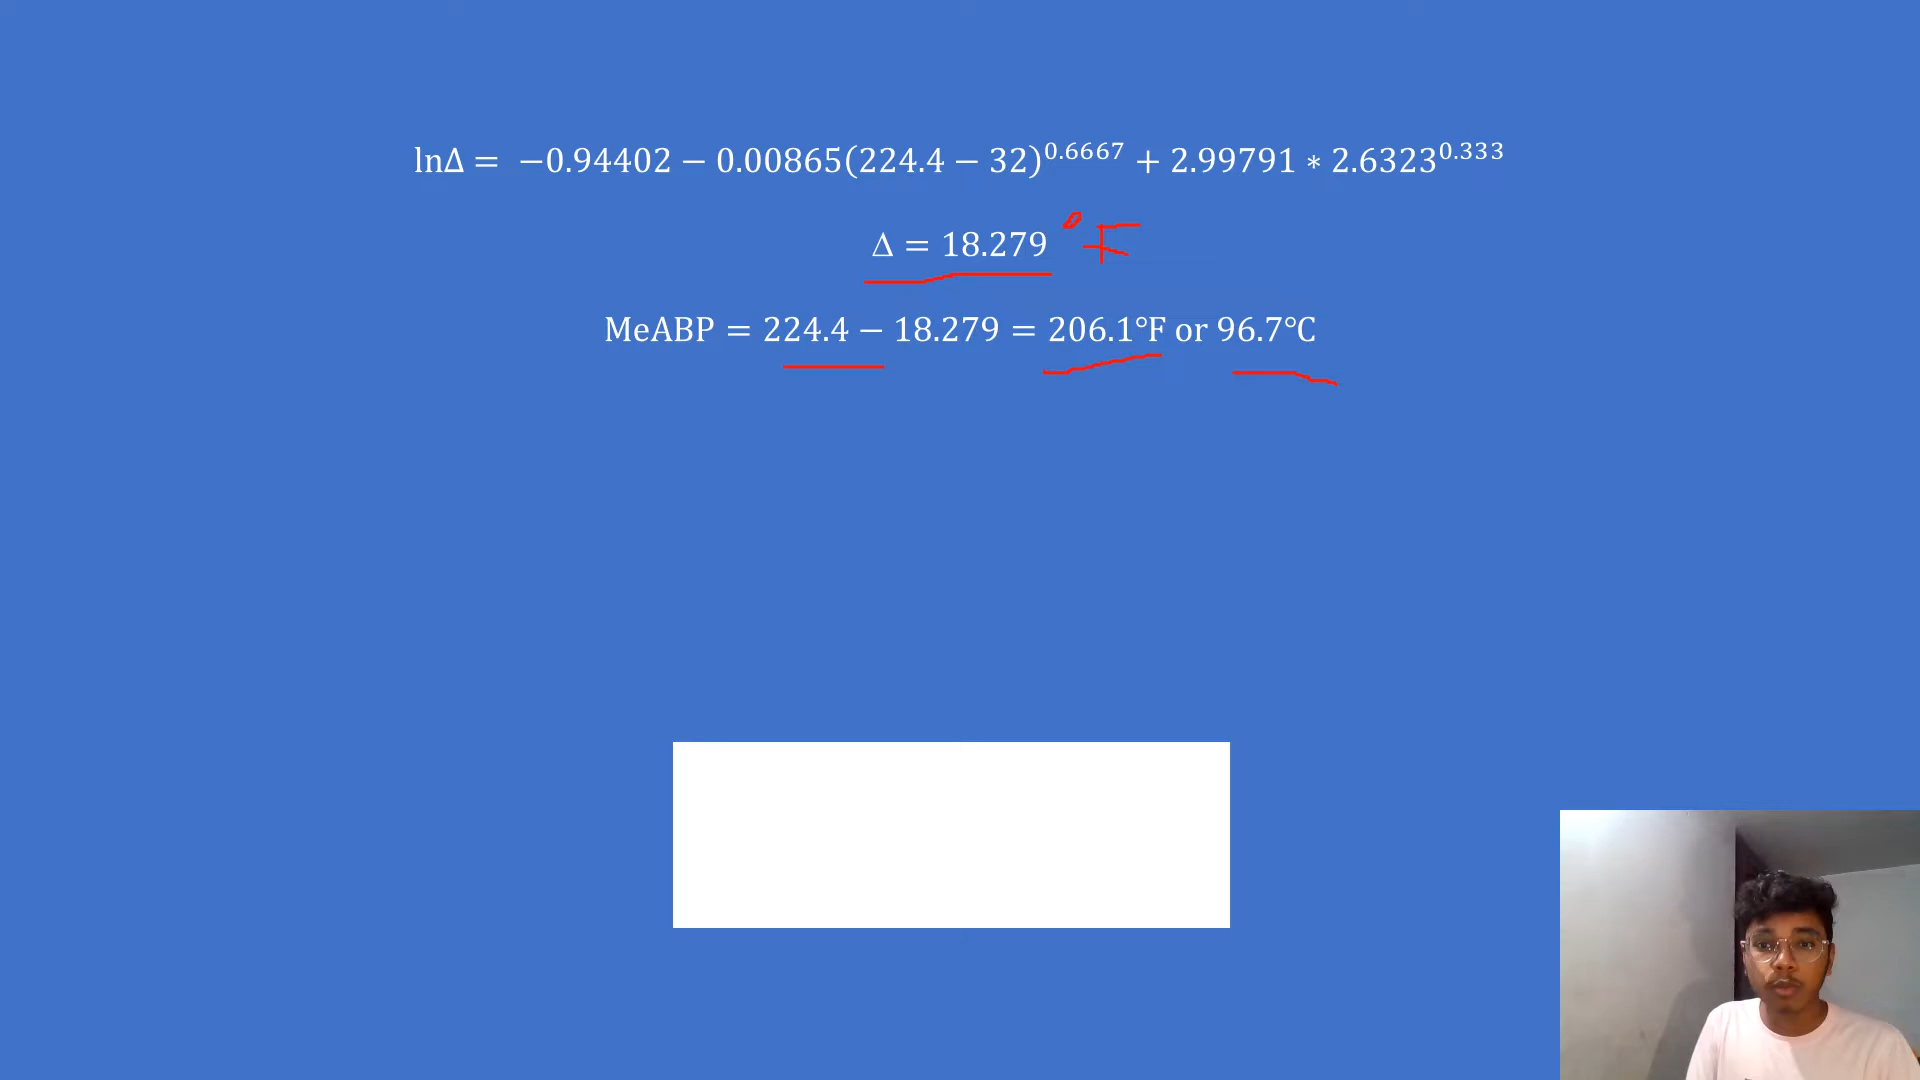 lnΔ = −0.94402 − 0.00865(224.4 − 32)^0.6667 + 2.99791 ∗ 2.6323^0.333
Δ = 18.279 °F
MeABP = 224.4 − 18.279 = 206.1°F or 96.7°C